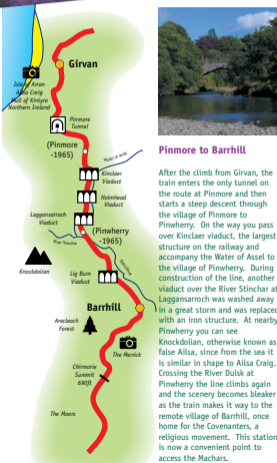 Girvan
Isle of Arran
Ailsa Craig
Mull of Kintyre
Northern Ireland
Pinmore
Tunnel
(Pinmore
-1965)
Water of Assel
Kinclaer
Viaduct
Holmhead
Viaduct
Laggansarroch
Viaduct
(Pinwherry
-1965)
River Stinchar
Knockdolian
Lig Burn
Viaduct
Barrhill
Arecleoch
Forest
The Merrick
Chirmorie
Summit
690ft
The Moors
Pinmore to Barrhill
After the climb from Girvan, the
train enters the only tunnel on
the route at Pinmore and then
starts a steep descent through
the village of Pinmore to
Pinwherry. On the way you pass
over Kinclaer viaduct, the largest
structure on the railway and
accompany the Water of Assel to
the village of Pinwherry. During
construction of the line, another
viaduct over the River Stinchar at
Laggansarroch was washed away
in a great storm and was replaced
with an iron structure. At nearby
Pinwherry you can see
Knockdolian, otherwise known as
false Ailsa, since from the sea it
is similar in shape to Ailsa Craig.
Crossing the River Duisk at
Pinwherry the line climbs again
and the scenery becomes bleaker
as the train makes it way to the
remote village of Barrhill, once
home for the Covenanters, a
religious movement. This station
is now a convenient point to
access the Machars.